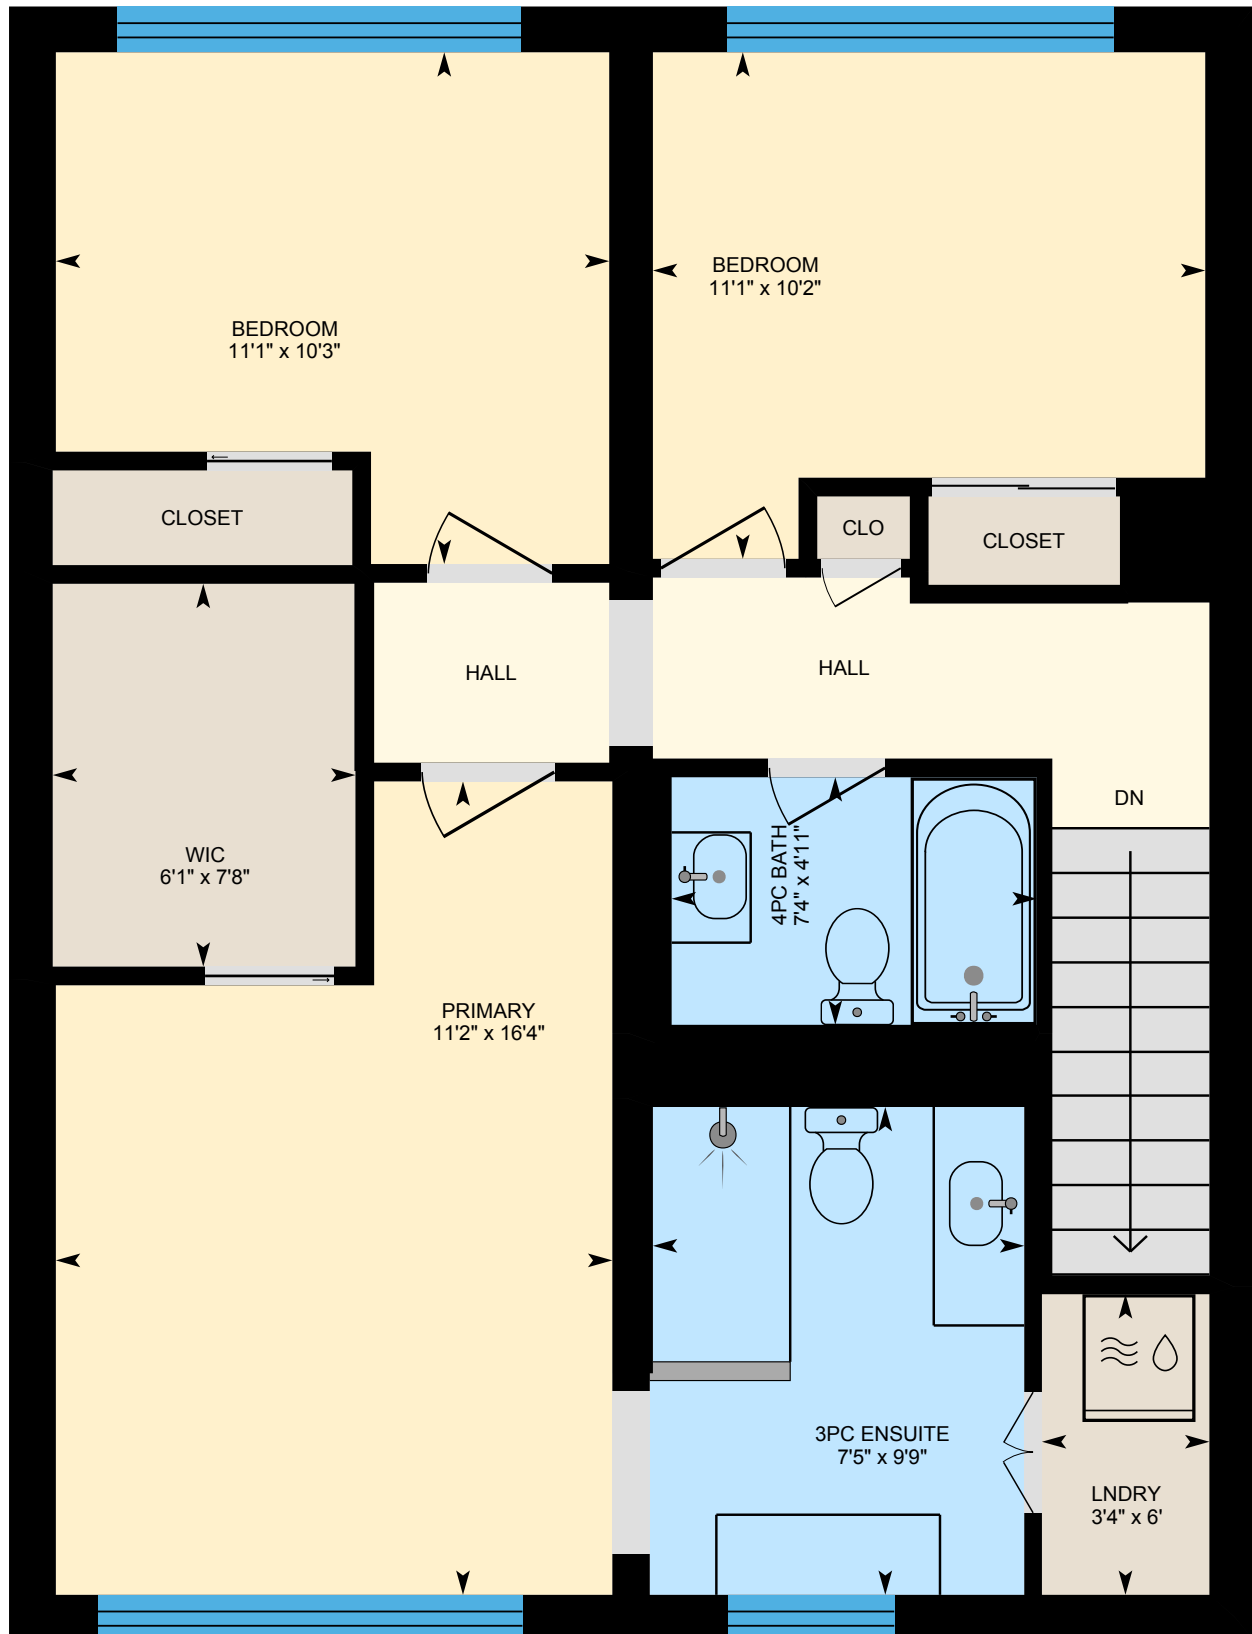 BEDROOM
11'1" x 10'3"
BEDROOM
11'1" x 10'2"
CLOSET
CLO
CLOSET
HALL
HALL
DN
WIC
6'1" x 7'8"
4PC BATH
7'4" x 4'11"
PRIMARY
11'2" x 16'4"
3PC ENSUITE
7'5" x 9'9"
LNDRY
3'4" x 6'